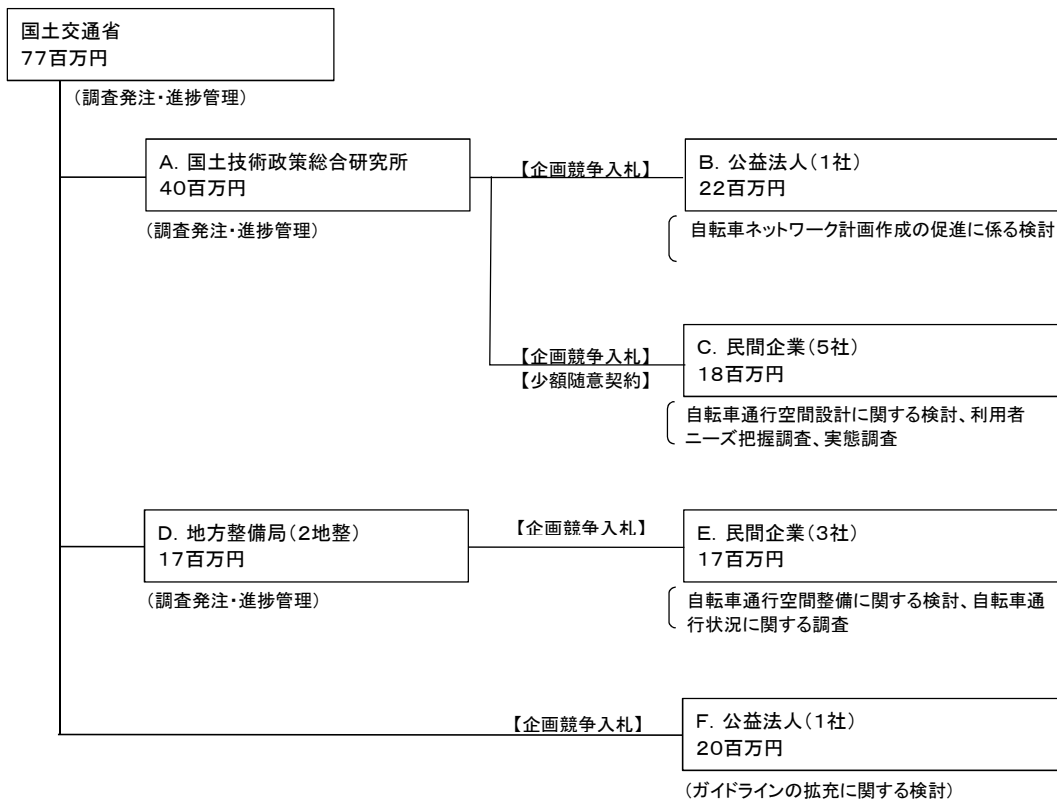 国土交通省
77百万円
(調査発注・進捗管理)
A. 国土技術政策総合研究所
40百万円
(調査発注・進捗管理)
【企画競争入札】
B. 公益法人(1社)
22百万円
自転車ネットワーク計画作成の促進に係る検討
【企画競争入札】
【少額随意契約】
C. 民間企業(5社)
18百万円
自転車通行空間設計に関する検討、利用者
ニーズ把握調査、実態調査
D. 地方整備局(2地整)
17百万円
(調査発注・進捗管理)
【企画競争入札】
E. 民間企業(3社)
17百万円
自転車通行空間整備に関する検討、自転車通
行状況に関する調査
【企画競争入札】
F. 公益法人(1社)
20百万円
(ガイドラインの拡充に関する検討)